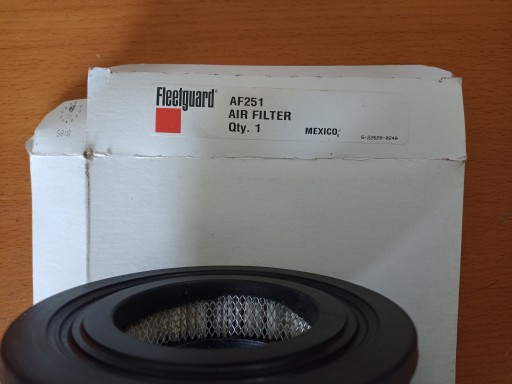 Fleetguard
AF251
AIR FILTER
Qty. 1
MEXICO